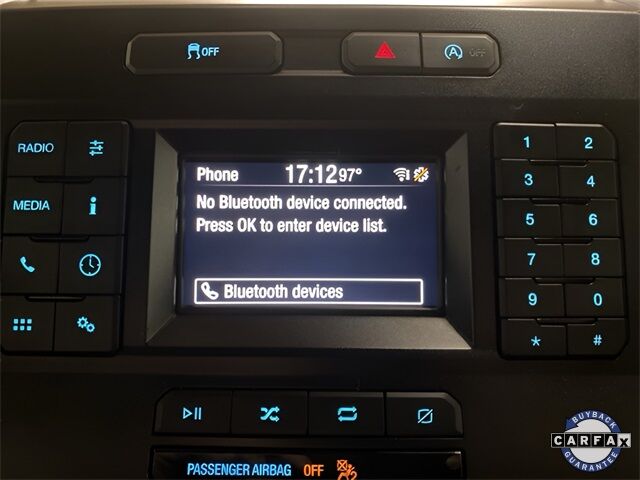 OFF
A OFF
RADIO
MEDIA
i
Phone 17:12 97°
No Bluetooth device connected.
Press OK to enter device list.
Bluetooth devices
1 2
3 4
5 6
7 8
9 0
* #
PASSENGER AIRBAG OFF
BUYBACK
CARFAX
GUARANTEE